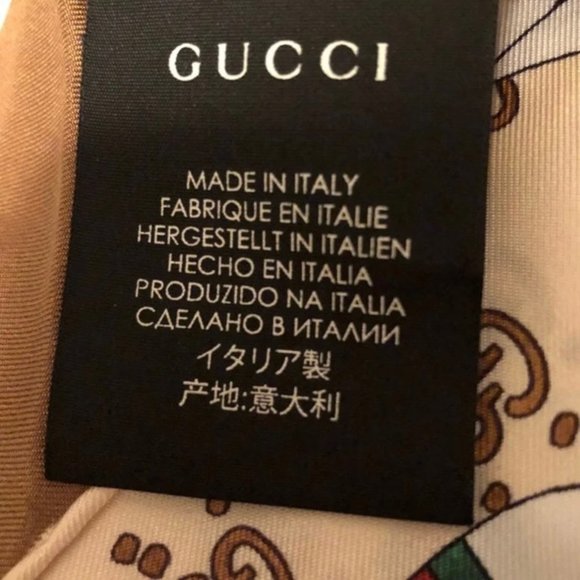 GUCCI
MADE IN ITALY
FABRIQUE EN ITALIE
HERGESTELLT IN ITALIEN
HECHO EN ITALIA
PRODUZIDO NA ITALIA
СДЕЛАНО В ИТАЛИИ
イタリア製
产地:意大利